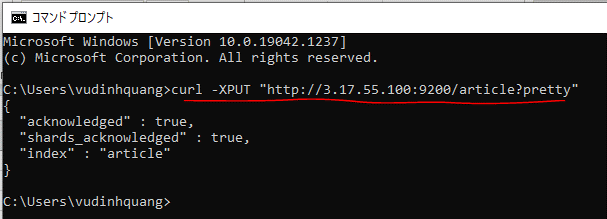 コマンドプロンプト
Microsoft Windows [Version 10.0.19042.1237]
(c) Microsoft Corporation. All rights reserved.
C:\Users\vudinhquang>curl -XPUT "http://3.17.55.100:9200/article?pretty"
{
  "acknowledged" : true,
  "shards_acknowledged" : true,
  "index" : "article"
}
C:\Users\vudinhquang>